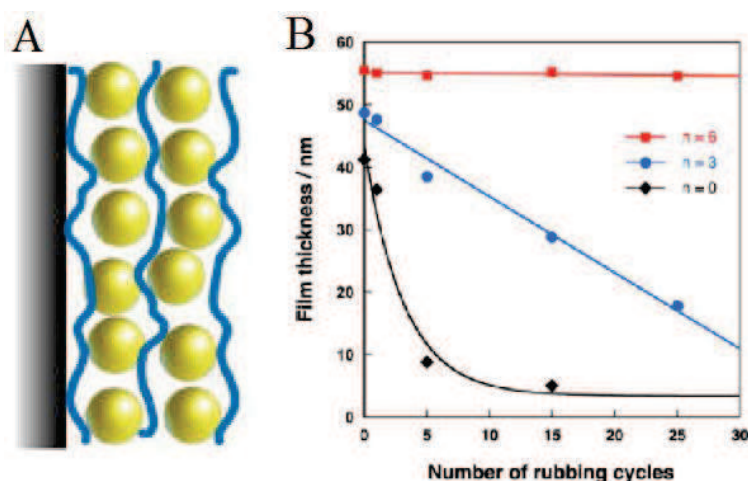 A
B
60
50
40
30
20
10
0
Film thickness / nm
n = 6
n = 3
n = 0
0 5 10 15 20 25 30
Number of rubbing cycles